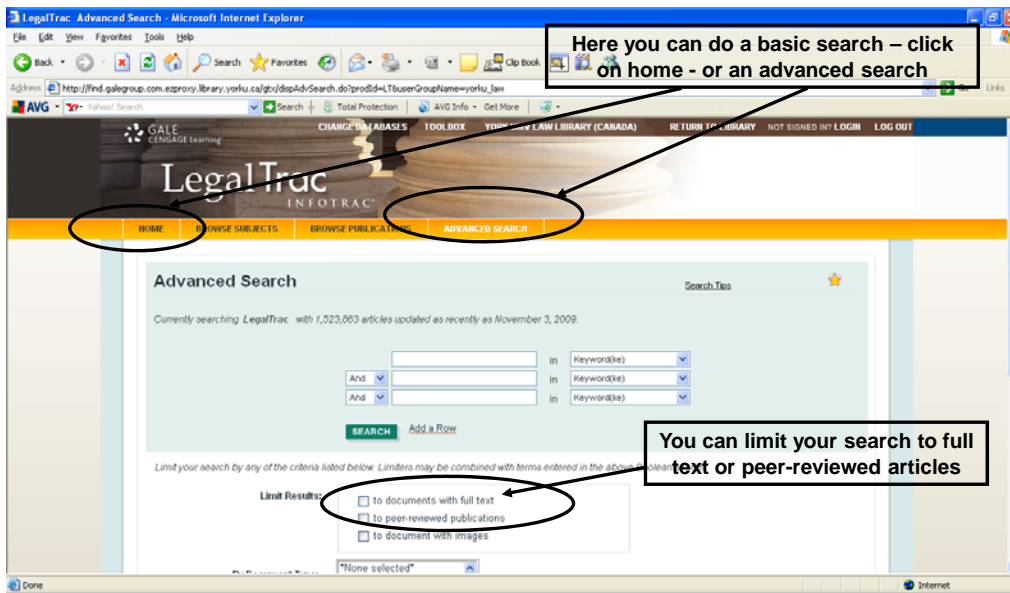 LegalTrac Advanced Search - Microsoft Internet Explorer
File Edit View Favorites Tools Help
Here you can do a basic search – click
on home - or an advanced search
Back Search Favorites Clip Book
Address http://find.galegroup.com.ezproxy.library.yorku.ca/gtx/dispAdvSearch.do?prodId=LT&userGroupName=yorku_law Links
AVG Yahoo! Search Search Total Protection AVG Info Get More
GALE
CENGAGE Learning
CHANGE DATABASES TOOLBOX YORK UNIV LAW LIBRARY (CANADA) RETURN TO LIBRARY NOT SIGNED IN? LOGIN LOG OUT
LegalTrac
INFOTRAC
HOME BROWSE SUBJECTS BROWSE PUBLICATIONS ADVANCED SEARCH
Advanced Search
Search Tips
Currently searching LegalTrac with 1,523,863 articles updated as recently as November 3, 2009.
in Keyword(ke)
And in Keyword(ke)
And in Keyword(ke)
SEARCH Add a Row
You can limit your search to full
text or peer-reviewed articles
Limit your search by any of the criteria listed below. Limiters may be combined with terms entered in the above
Limit Results:
to documents with full text
to peer-reviewed publications
to document with images
"None selected"
Done Internet